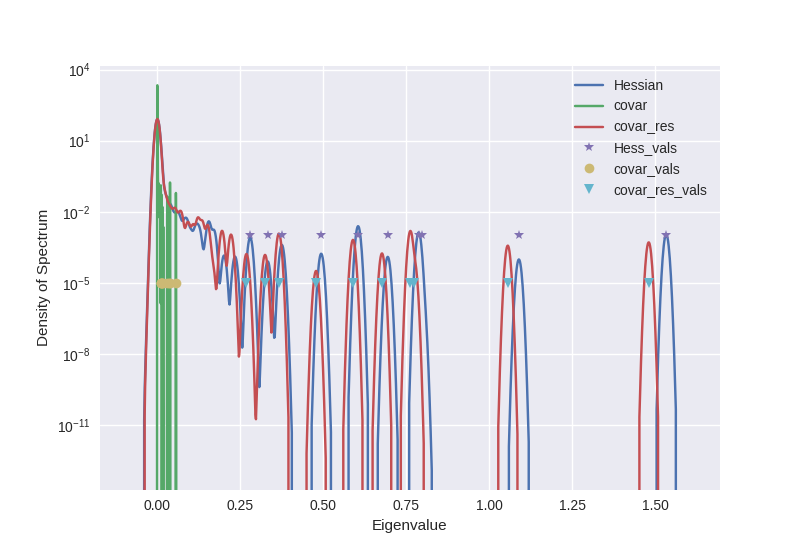 10^4
10^1
10^−2
10^−5
10^−8
10^−11
Density of Spectrum
Hessian
covar
covar_res
Hess_vals
covar_vals
covar_res_vals
0.00 0.25 0.50 0.75 1.00 1.25 1.50
Eigenvalue